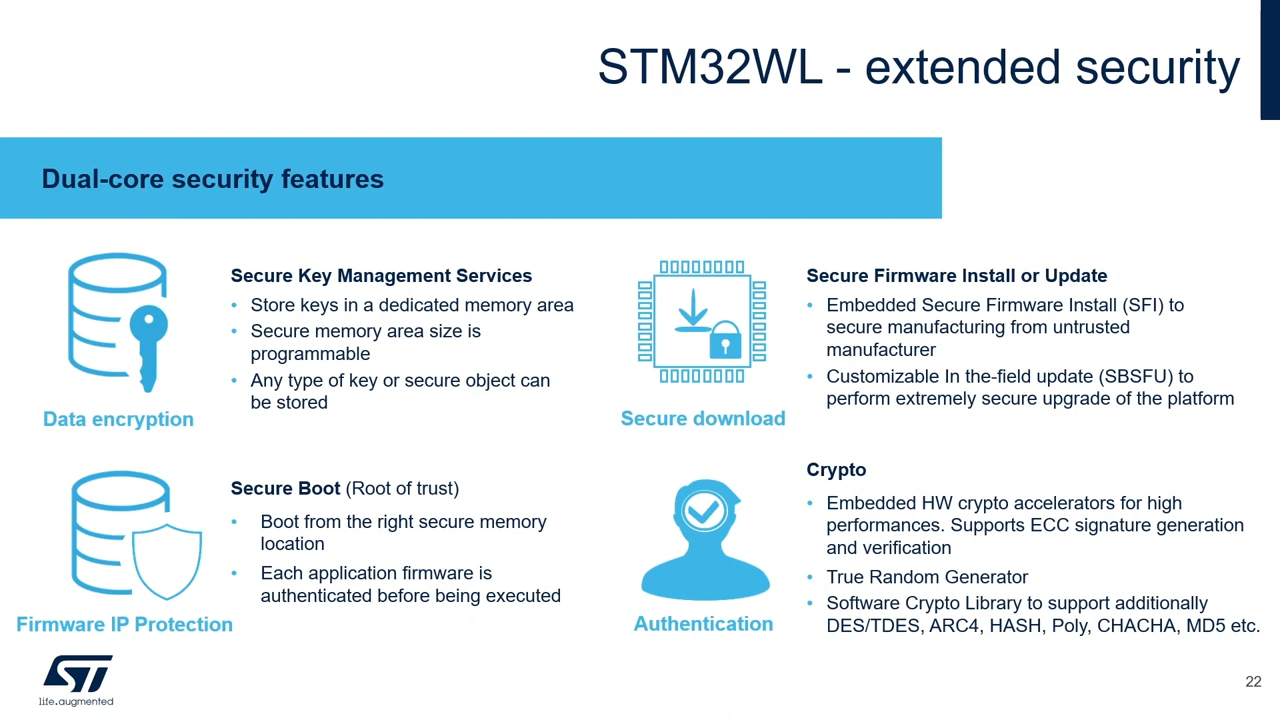 STM32WL - extended security
Dual-core security features
Secure Key Management Services
• Store keys in a dedicated memory area
• Secure memory area size is
programmable
• Any type of key or secure object can
be stored
Data encryption
Secure Firmware Install or Update
• Embedded Secure Firmware Install (SFI) to
secure manufacturing from untrusted
manufacturer
• Customizable In the-field update (SBSFU) to
perform extremely secure upgrade of the platform
Secure download
Secure Boot (Root of trust)
• Boot from the right secure memory
location
• Each application firmware is
authenticated before being executed
Firmware IP Protection
Crypto
• Embedded HW crypto accelerators for high
performances. Supports ECC signature generation
and verification
• True Random Generator
• Software Crypto Library to support additionally
DES/TDES, ARC4, HASH, Poly, CHACHA, MD5 etc.
Authentication
ST
life.augmented
22